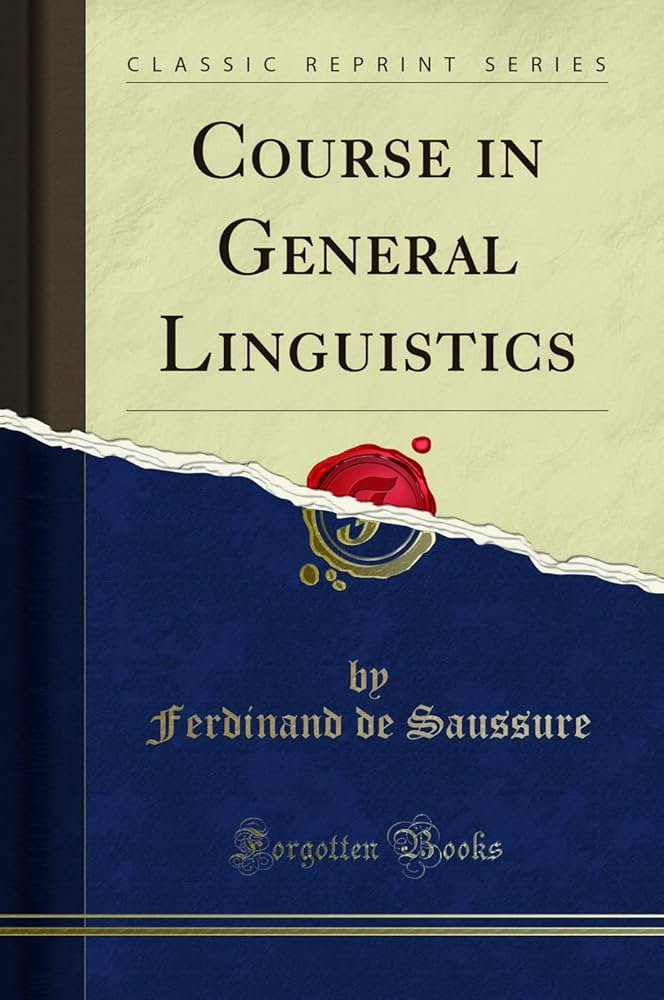 CLASSIC REPRINT SERIES
COURSE IN
GENERAL
LINGUISTICS
F
by
Ferdinand de Saussure
Forgotten Books